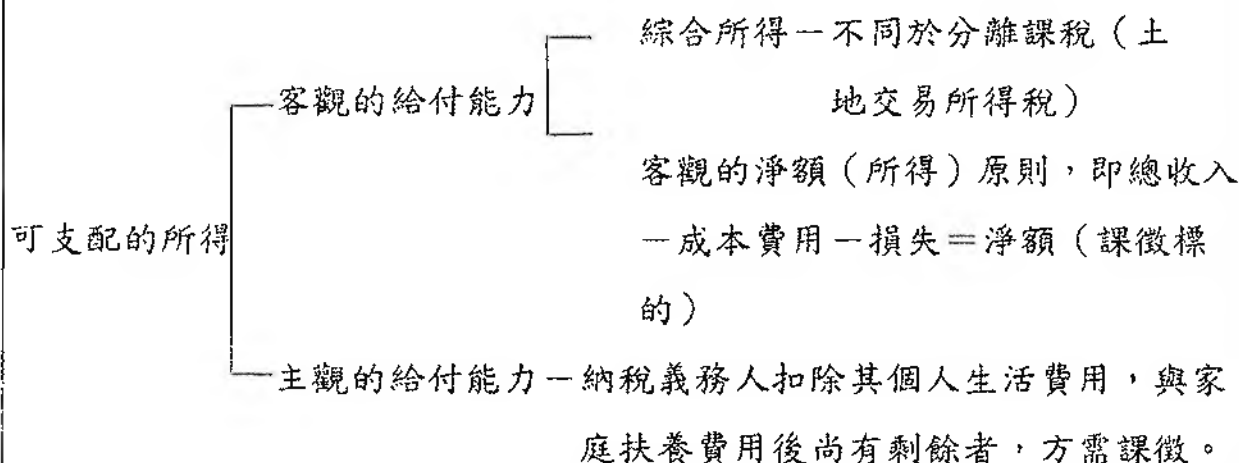 綜合所得－不同於分離課稅（土
地交易所得稅）
客觀的給付能力
客觀的淨額（所得）原則，即總收入
可支配的所得
－成本費用－損失＝淨額（課徵標
的）
主觀的給付能力－納稅義務人扣除其個人生活費用，與家
庭扶養費用後尚有剩餘者，方需課徵。